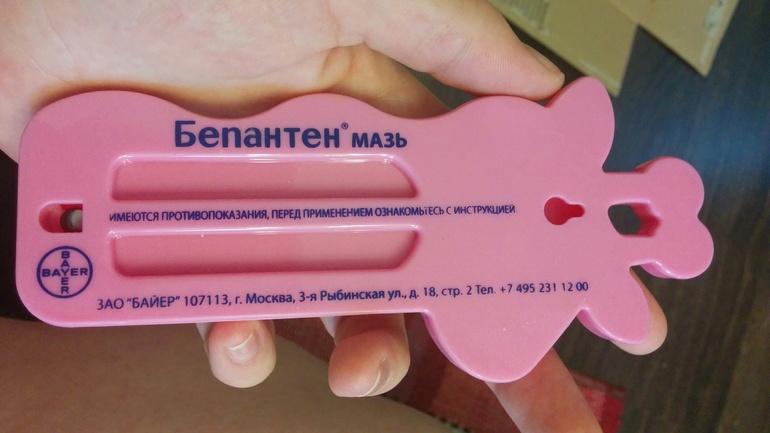 Бепантен® мазь
ИМЕЮТСЯ ПРОТИВОПОКАЗАНИЯ, ПЕРЕД ПРИМЕНЕНИЕМ ОЗНАКОМЬТЕСЬ С ИНСТРУКЦИЕЙ
BAYER
BAYER
ЗАО "БАЙЕР" 107113, г. Москва, 3-я Рыбинская ул., д. 18, стр. 2 Тел. +7 495 231 12 00